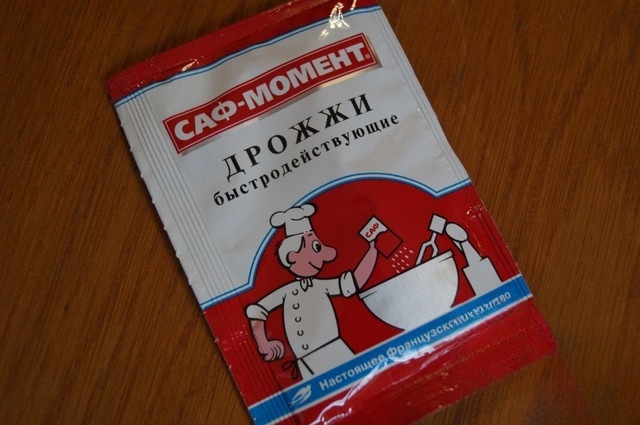 САФ-МОМЕНТ®
ДРОЖЖИ
быстродействующие
САФ
Настоящее Французское